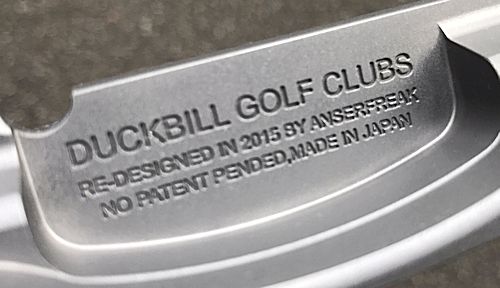 DUCKBILL GOLF CLUBS
RE-DESIGNED IN 2015 BY ANSERFREAK
NO PATENT PENDED,MADE IN JAPAN